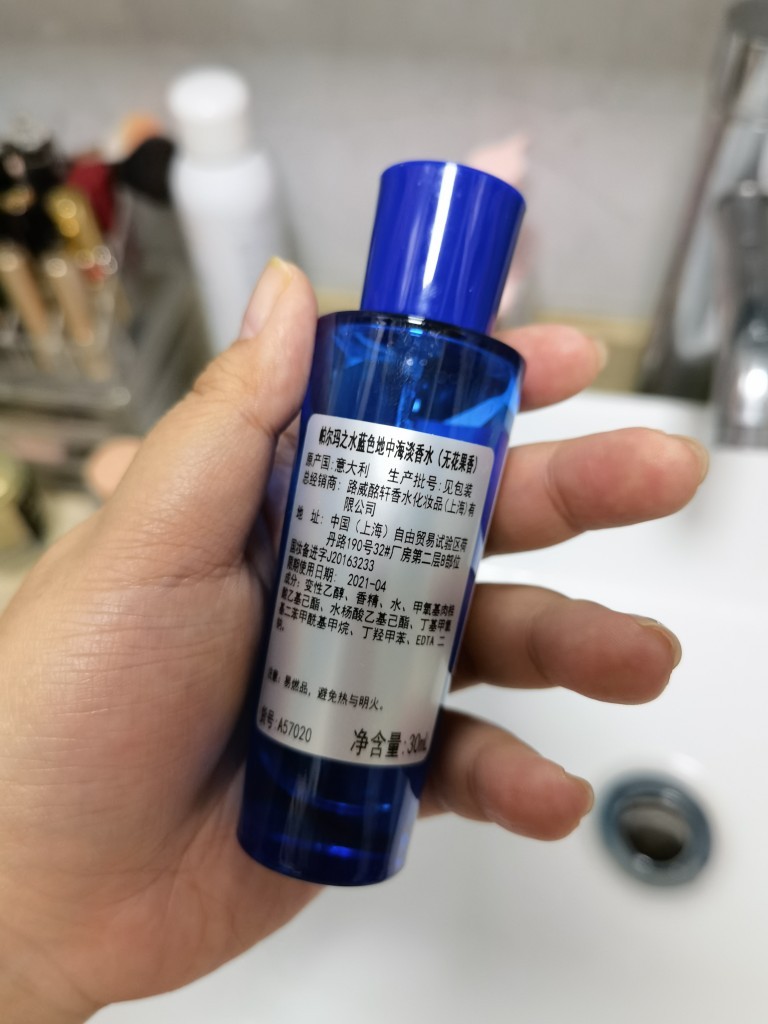 帕尔玛之水蓝色地中海淡香水（无花果香）
原产国:意大利 生产批号:见包装
总经销商: 路威酩轩香水化妆品(上海)有
限公司
地 址: 中国（上海）自由贸易试验区荷
丹路190号32#厂房第二层B部位
国妆备进字J20163233
限期使用日期: 2021-04
成分: 变性乙醇、香精、水、甲氧基肉桂
酸乙基己酯、水杨酸乙基己酯、丁基甲氧
基二苯甲酰基甲烷、丁羟甲苯、EDTA 二
钠。
注意: 易燃品，避免热与明火。
货号:A57020 净含量:30mL